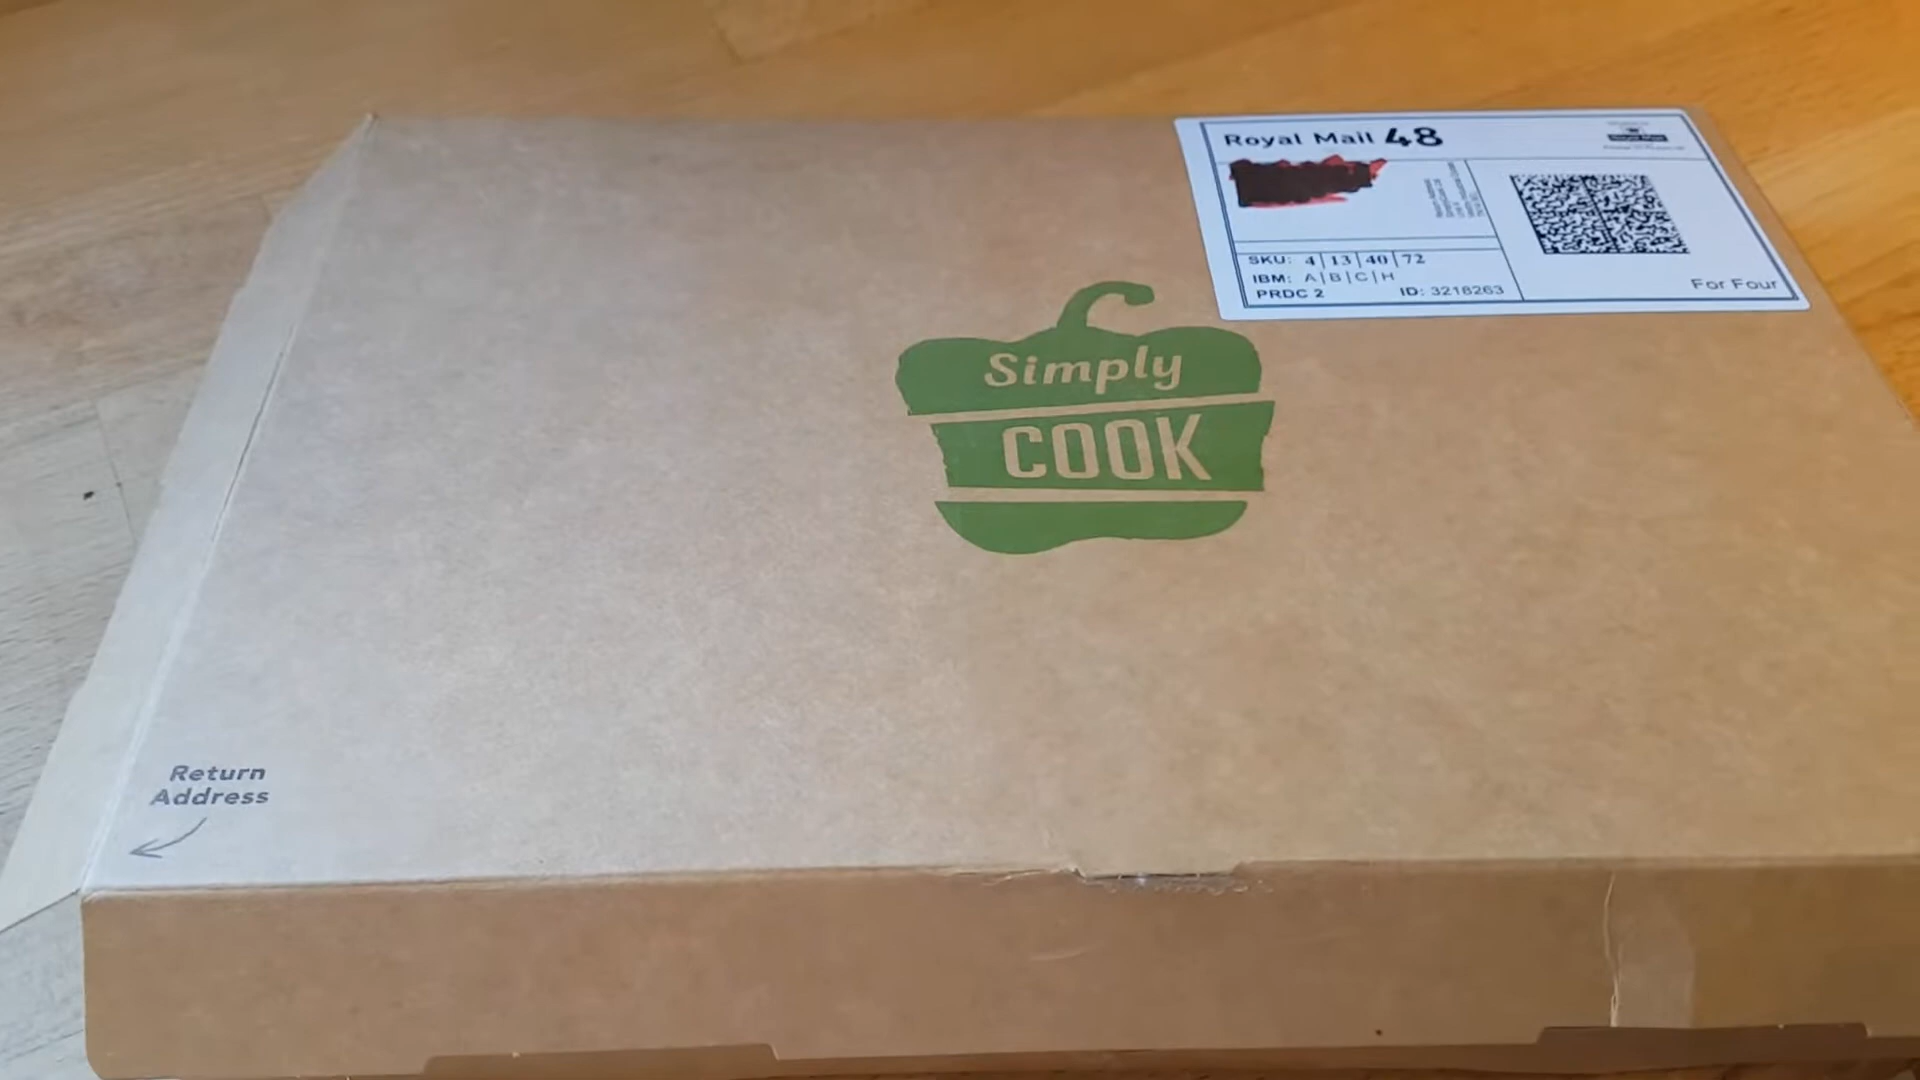 Royal Mail 48
SKU: 4|13|40|72
IBM: A|B|C|H
PRDC 2
ID: 3218263
For Four
Simply
COOK
Return
Address